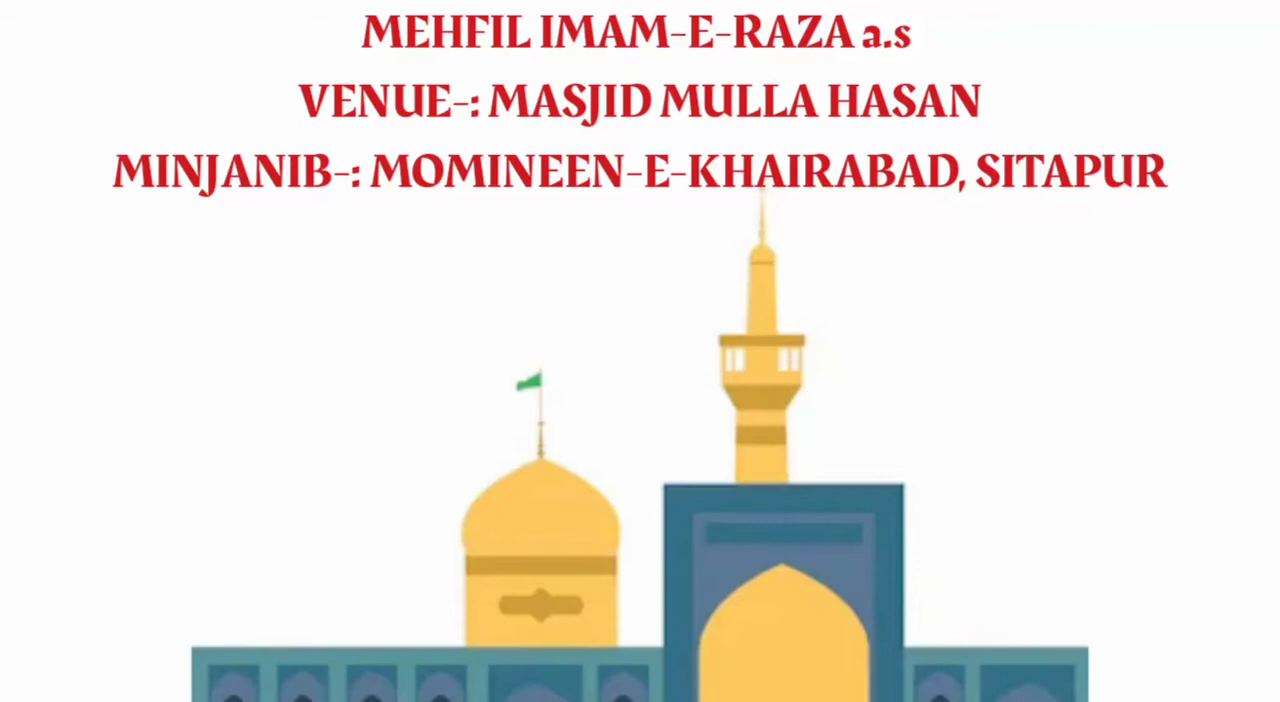 MEHFIL IMAM-E-RAZA a.s
VENUE-: MASJID MULLA HASAN
MINJANIB-: MOMINEEN-E-KHAIRABAD, SITAPUR